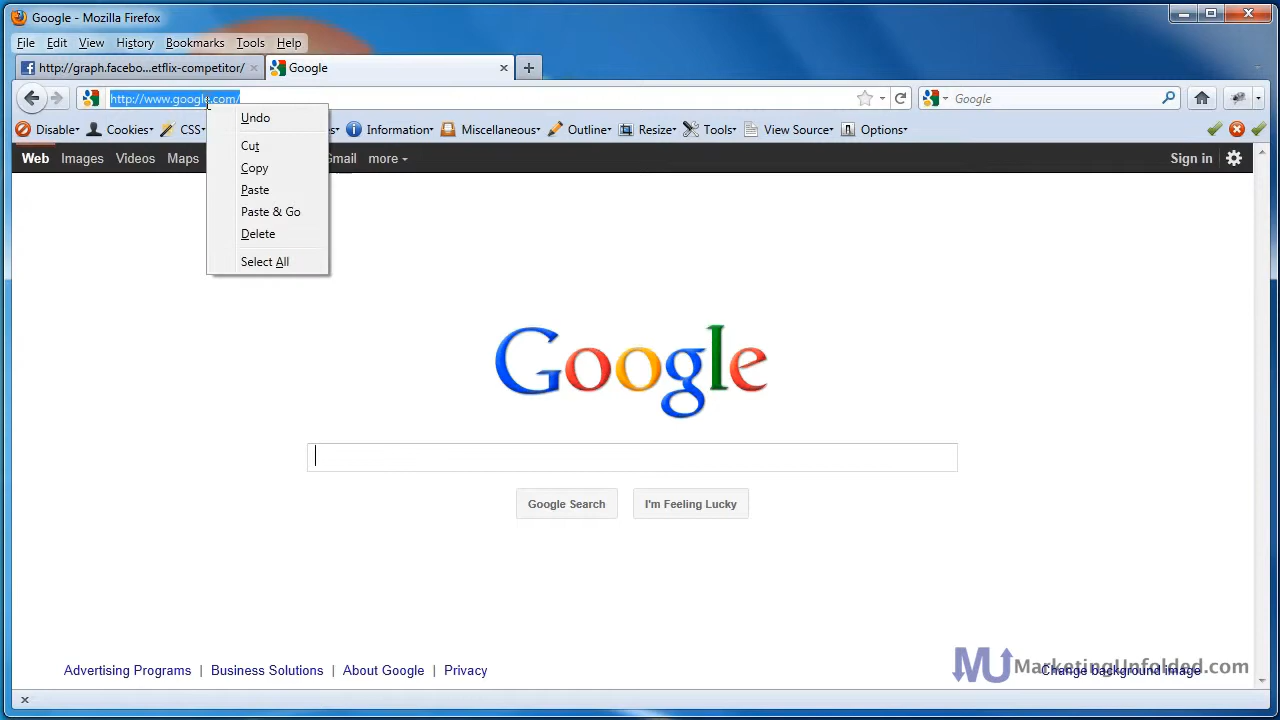 Google - Mozilla Firefox
File Edit View History Bookmarks Tools Help
http://graph.facebo...etflix-competitor/ Google
http://www.google.com/ Google
Disable Cookies CSS Information Miscellaneous Outline Resize Tools View Source Options
Web Images Videos Maps Gmail more Sign in
Undo
Cut
Copy
Paste
Paste & Go
Delete
Select All
Google
Google Search I'm Feeling Lucky
Advertising Programs | Business Solutions | About Google | Privacy Change background image
MU MarketingUnfolded.com